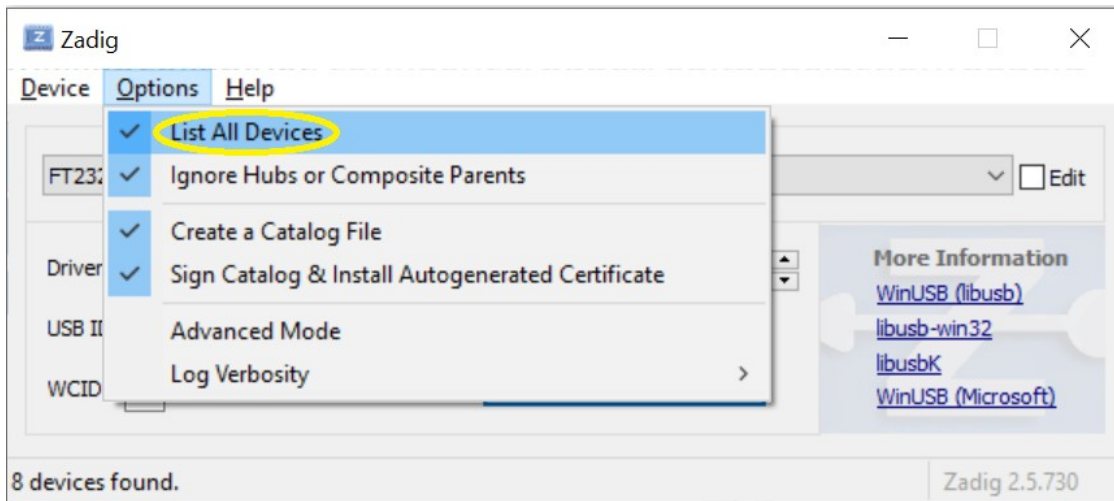 Zadig
Device Options Help
List All Devices
Ignore Hubs or Composite Parents
FT232
Edit
Create a Catalog File
Sign Catalog & Install Autogenerated Certificate
Driver
More Information
WinUSB (libusb)
USB ID
Advanced Mode
libusb-win32
libusbK
Log Verbosity
WCID
WinUSB (Microsoft)
8 devices found.
Zadig 2.5.730